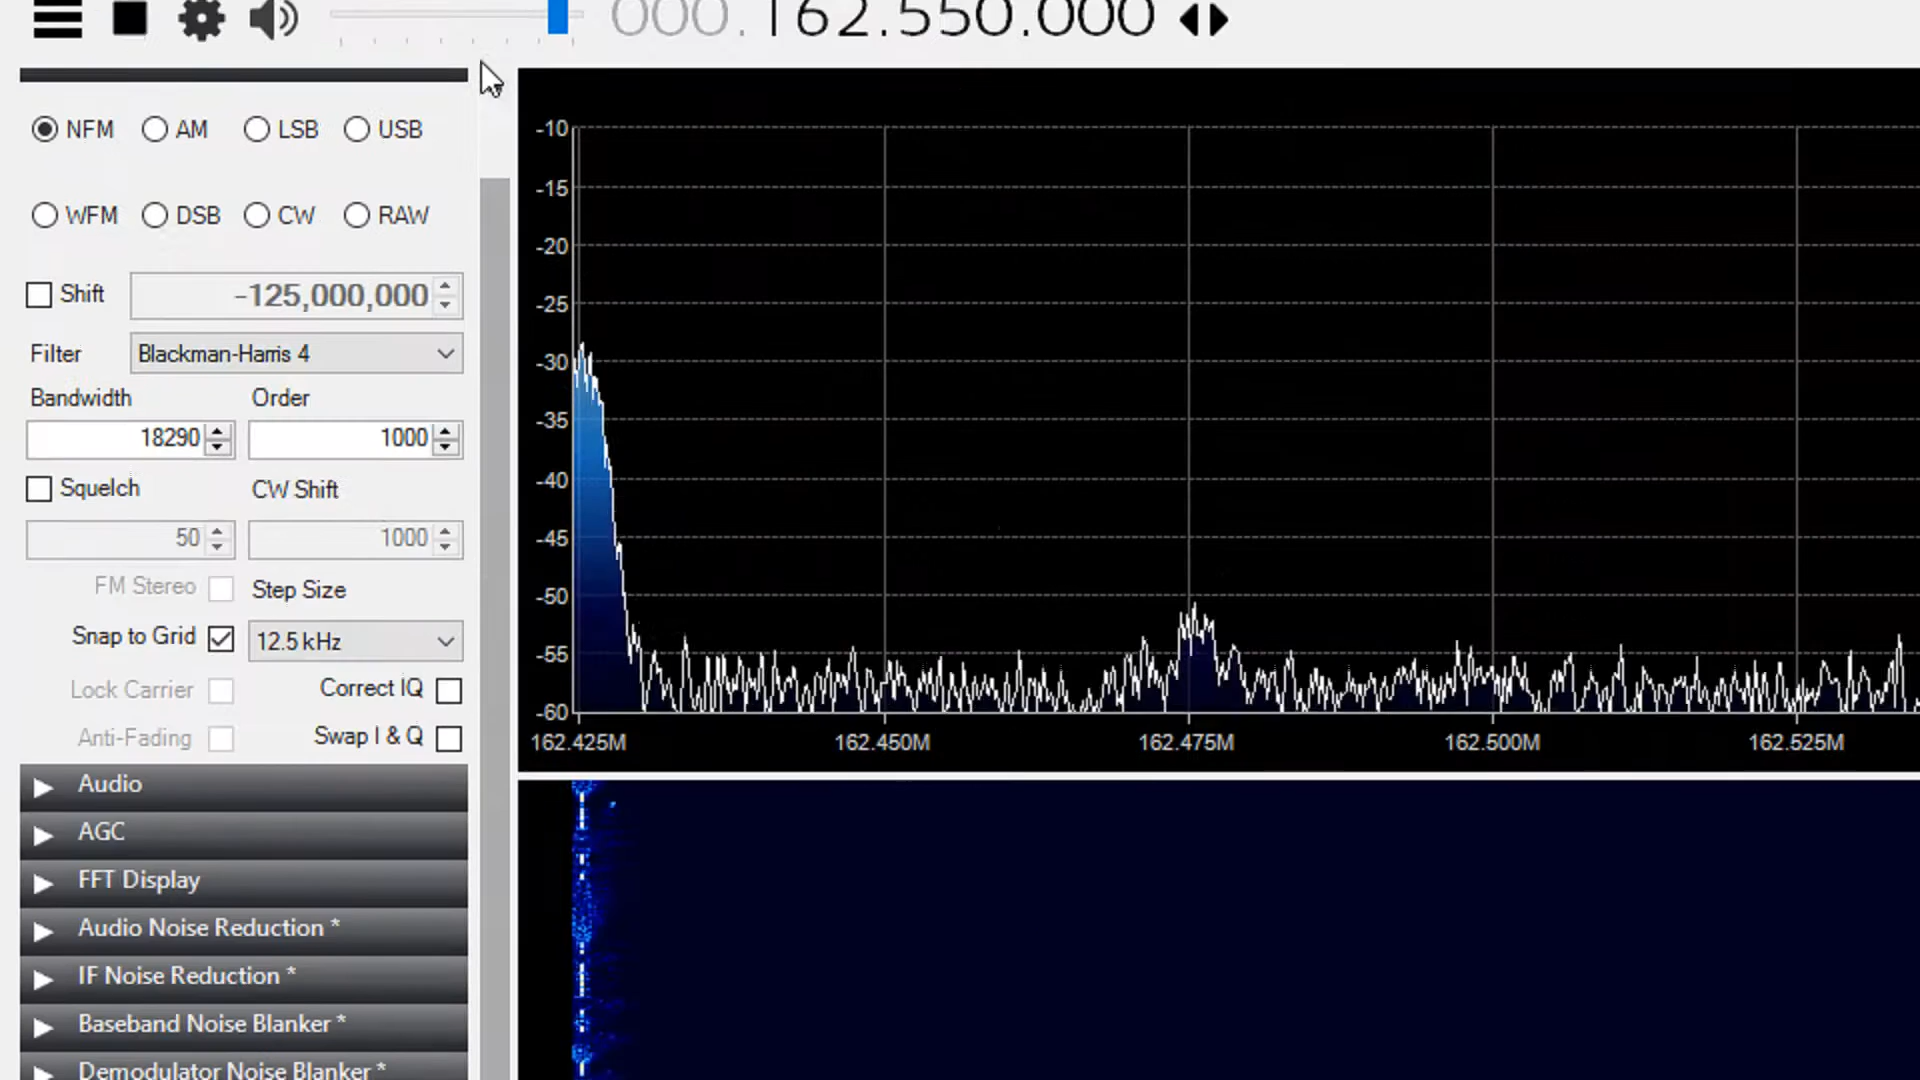 000.162.550.000
NFM AM LSB USB
WFM DSB CW RAW
Shift -125,000,000
Filter Blackman-Harris 4
Bandwidth Order
18290 1000
Squelch CW Shift
50 1000
FM Stereo Step Size
Snap to Grid 12.5 kHz
Lock Carrier Correct IQ
Anti-Fading Swap I & Q
Audio
AGC
FFT Display
Audio Noise Reduction *
IF Noise Reduction *
Baseband Noise Blanker *
Demodulator Noise Blanker *
-10
-15
-20
-25
-30
-35
-40
-45
-50
-55
-60
162.425M 162.450M 162.475M 162.500M 162.525M